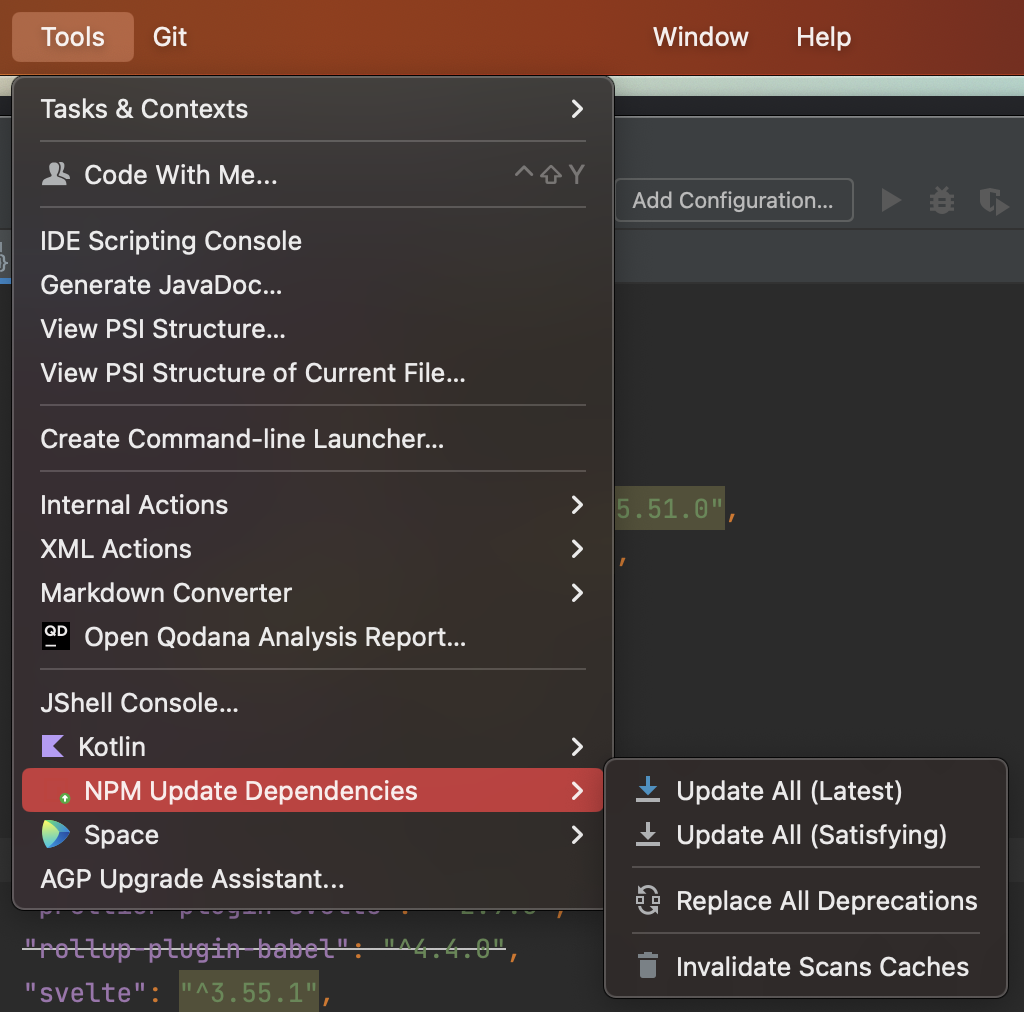 Tools Git Window Help
Tasks & Contexts
Code With Me... ^⇧Y
Add Configuration...
IDE Scripting Console
Generate JavaDoc...
View PSI Structure...
View PSI Structure of Current File...
Create Command-line Launcher...
Internal Actions
5.51.0",
XML Actions
,
Markdown Converter
QD Open Qodana Analysis Report...
JShell Console...
Kotlin
NPM Update Dependencies
Update All (Latest)
Space
Update All (Satisfying)
AGP Upgrade Assistant...
Replace All Deprecations
"rollup-plugin-babel": "^4.4.0",
Invalidate Scans Caches
"svelte": "^3.55.1",